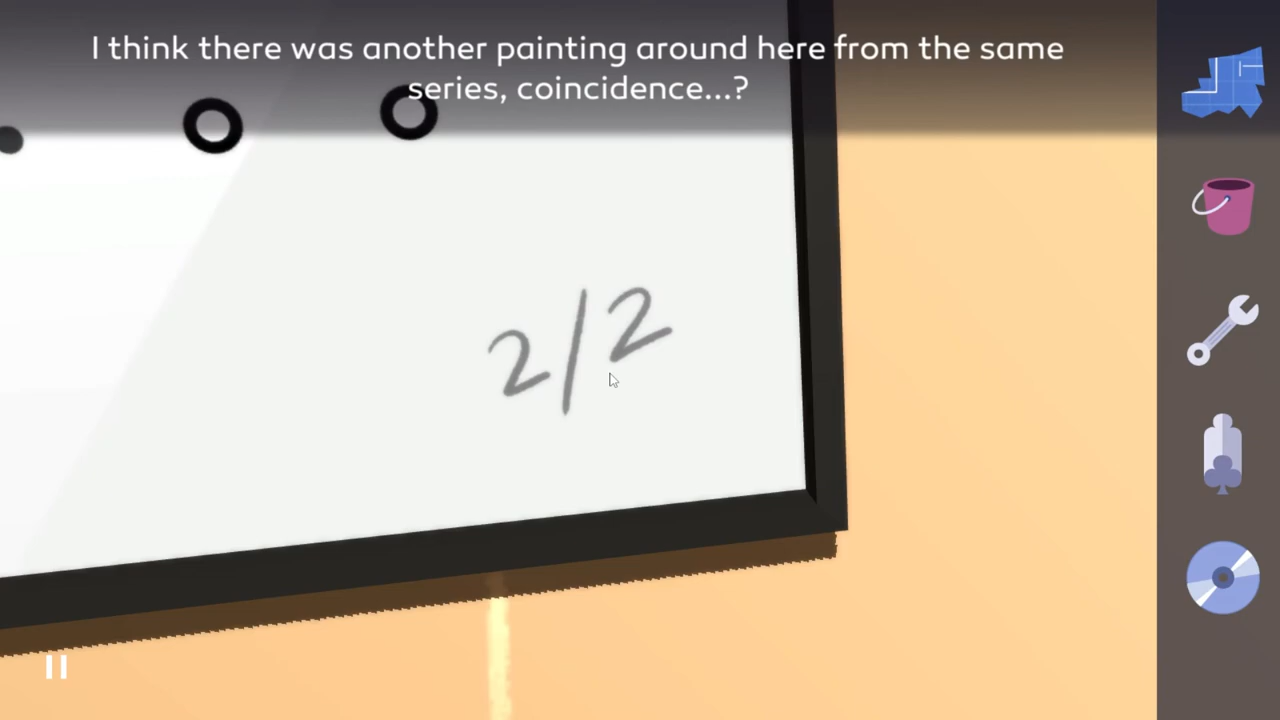 I think there was another painting around here from the same
series, coincidence...?
2/2